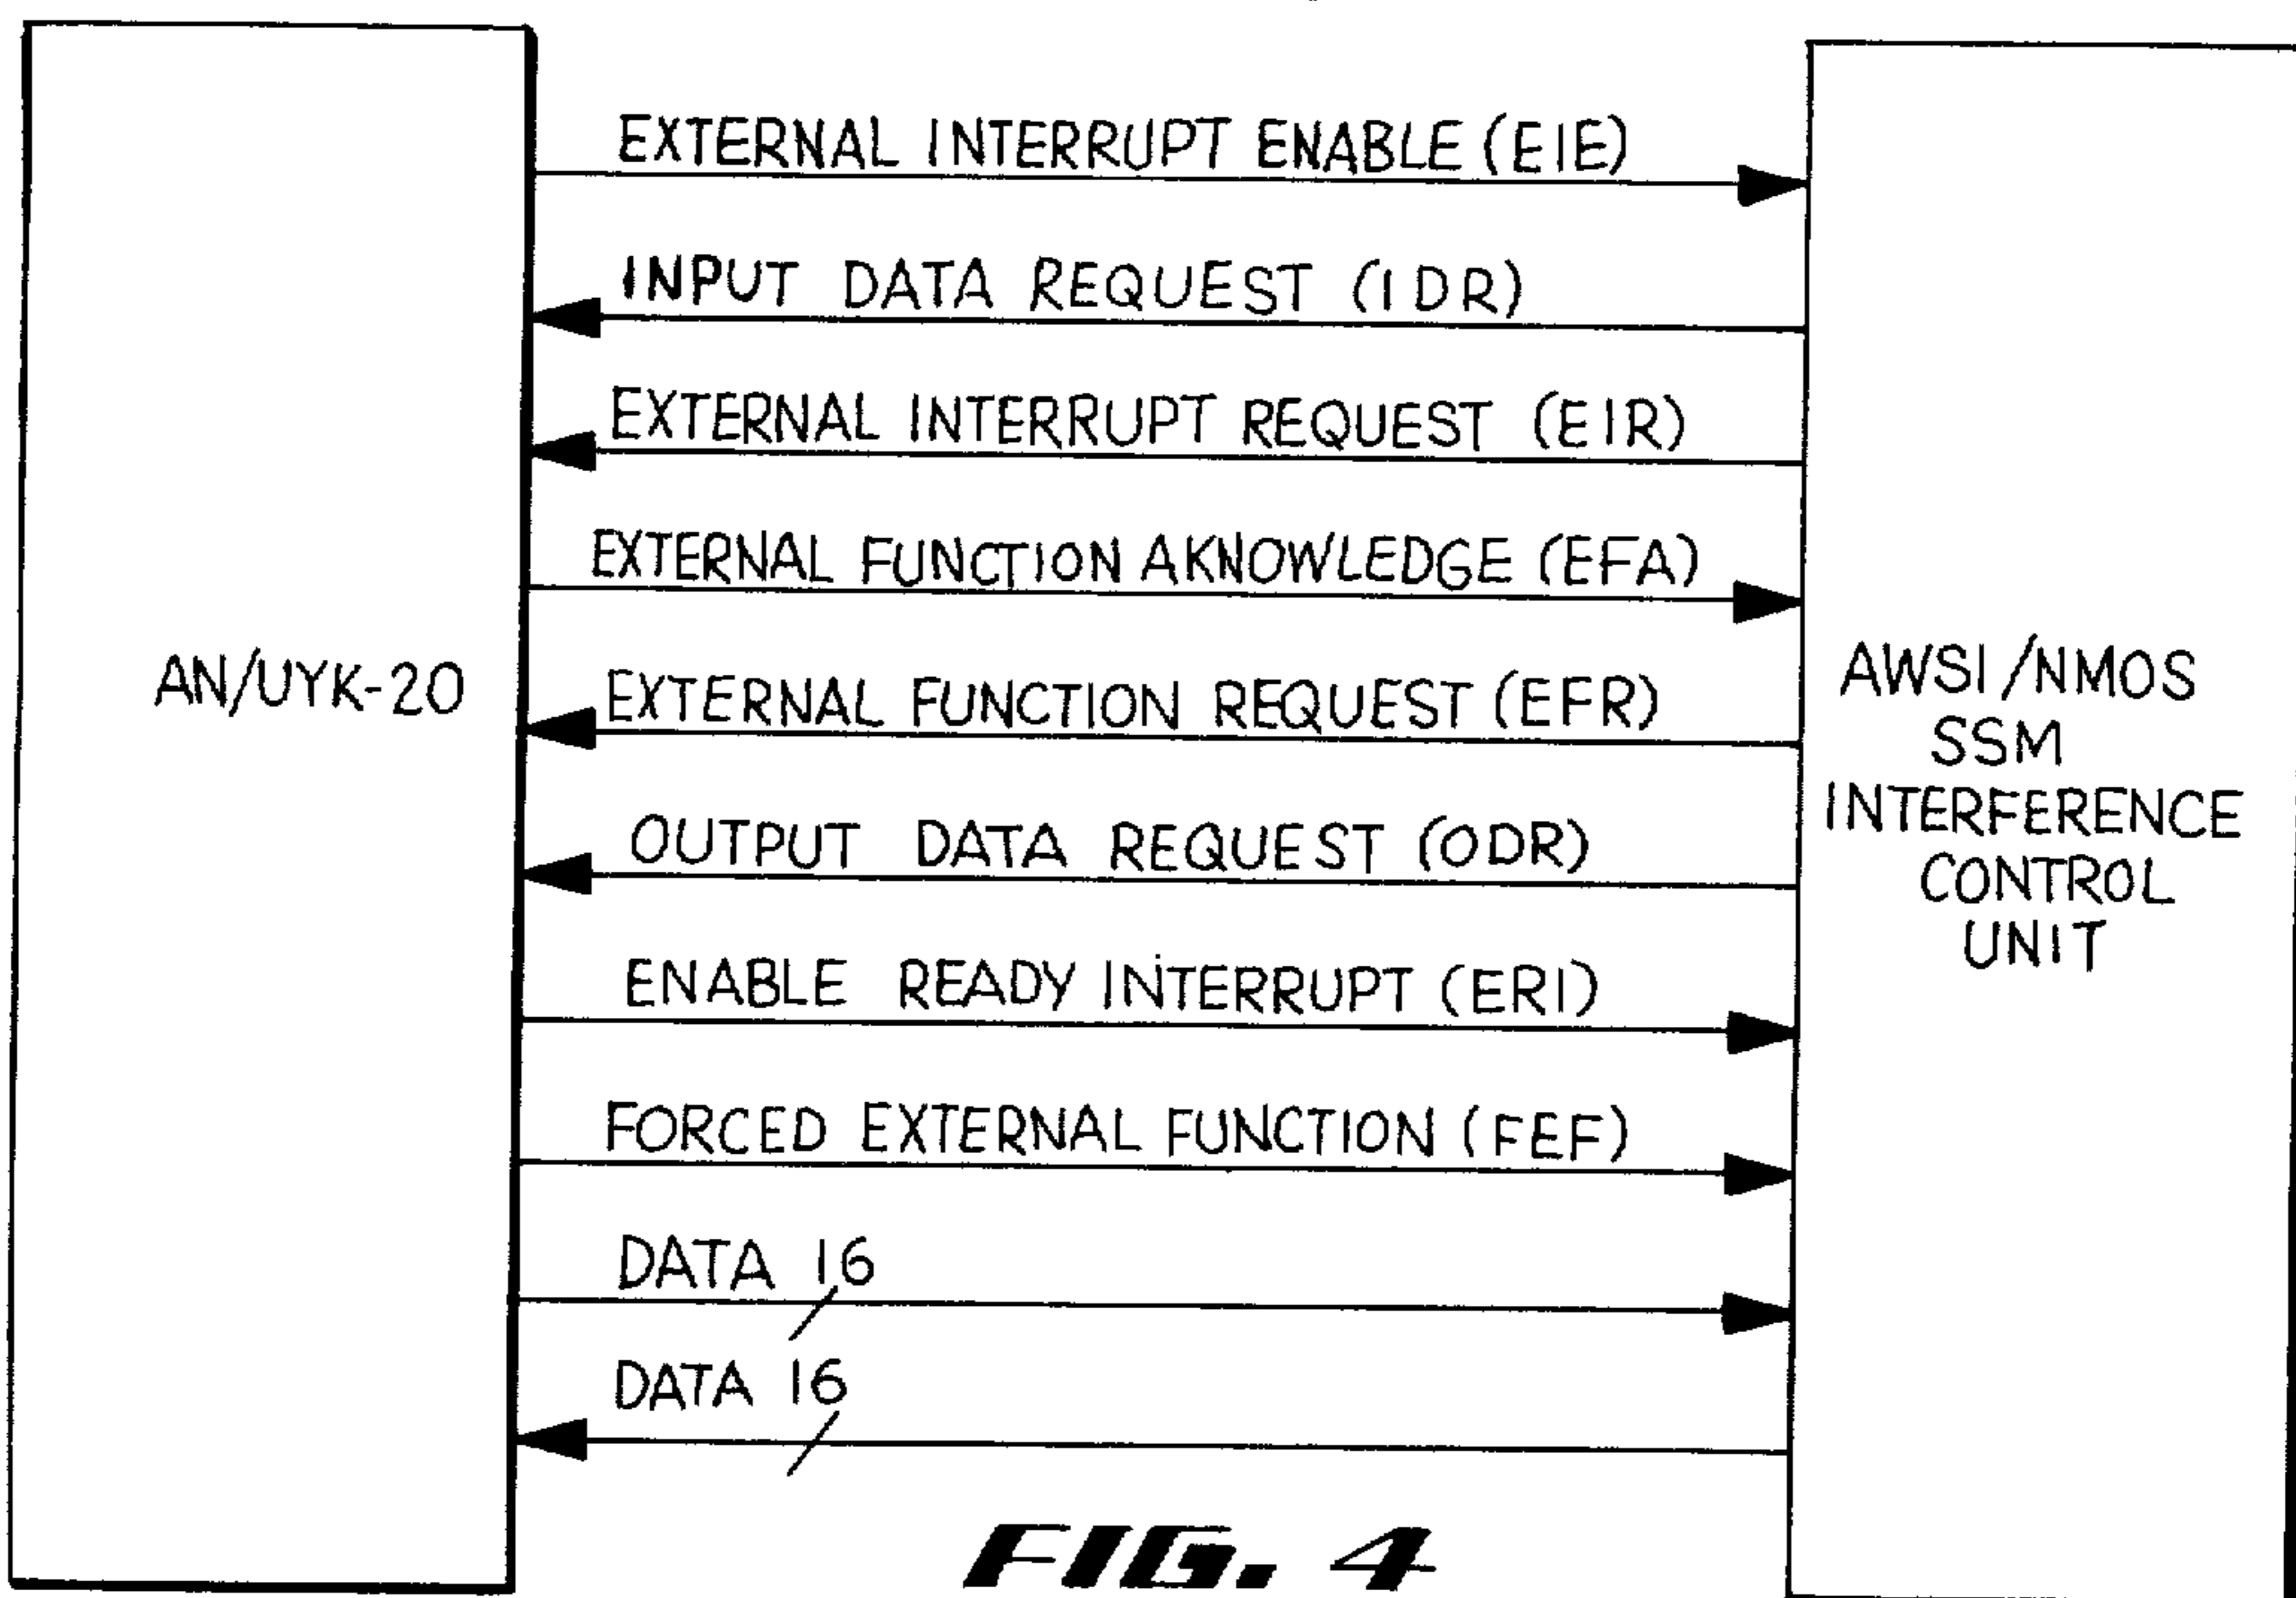 EXTERNAL INTERRUPT ENABLE (EIE)
INPUT DATA REQUEST (IDR)
EXTERNAL INTERRUPT REQUEST (EIR)
EXTERNAL FUNCTION AKNOWLEDGE (EFA)
AN/UYK-20
EXTERNAL FUNCTION REQUEST (EFR)
OUTPUT DATA REQUEST (ODR)
ENABLE READY INTERRUPT (ERI)
FORCED EXTERNAL FUNCTION (FEF)
DATA 16
DATA 16
AWSI/NMOS
SSM
INTERFERENCE
CONTROL
UNIT
FIG. 4